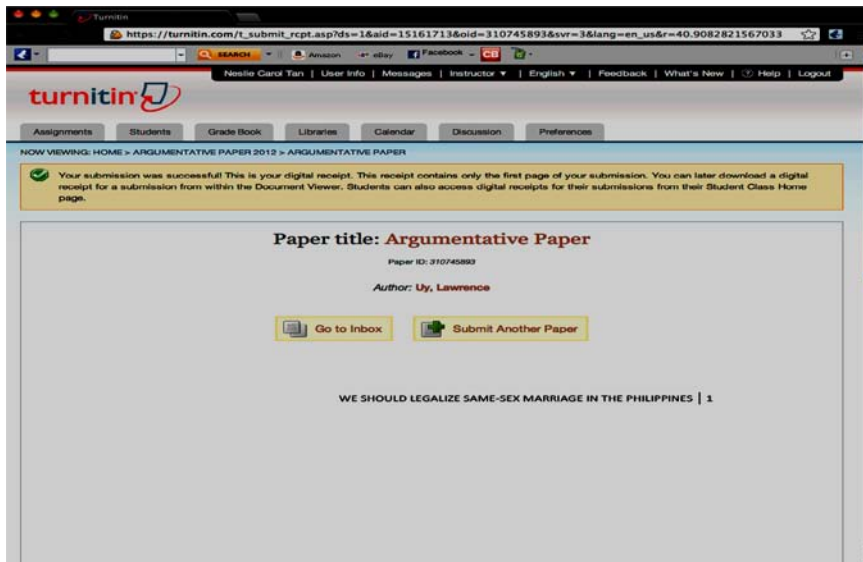 Turnitin
https://turnitin.com/t_submit_rcpt.asp?ds=1&aid=15161713&oid=310745893&svr=3&lang=en_us&r=40.9082821567033
SEARCH Amazon eBay Facebook CB
Neslie Carol Tan | User Info | Messages | Instructor ▼ | English ▼ | Feedback | What's New | ? Help | Logout
turnitin
Assignments Students Grade Book Libraries Calendar Discussion Preferences
NOW VIEWING: HOME > ARGUMENTATIVE PAPER 2012 > ARGUMENTATIVE PAPER
Your submission was successful! This is your digital receipt. This receipt contains only the first page of your submission. You can later download a digital
receipt for a submission from within the Document Viewer. Students can also access digital receipts for their submissions from their Student Class Home
page.
Paper title: Argumentative Paper
Paper ID: 310745893
Author: Uy, Lawrence
Go to Inbox Submit Another Paper
WE SHOULD LEGALIZE SAME-SEX MARRIAGE IN THE PHILIPPINES | 1